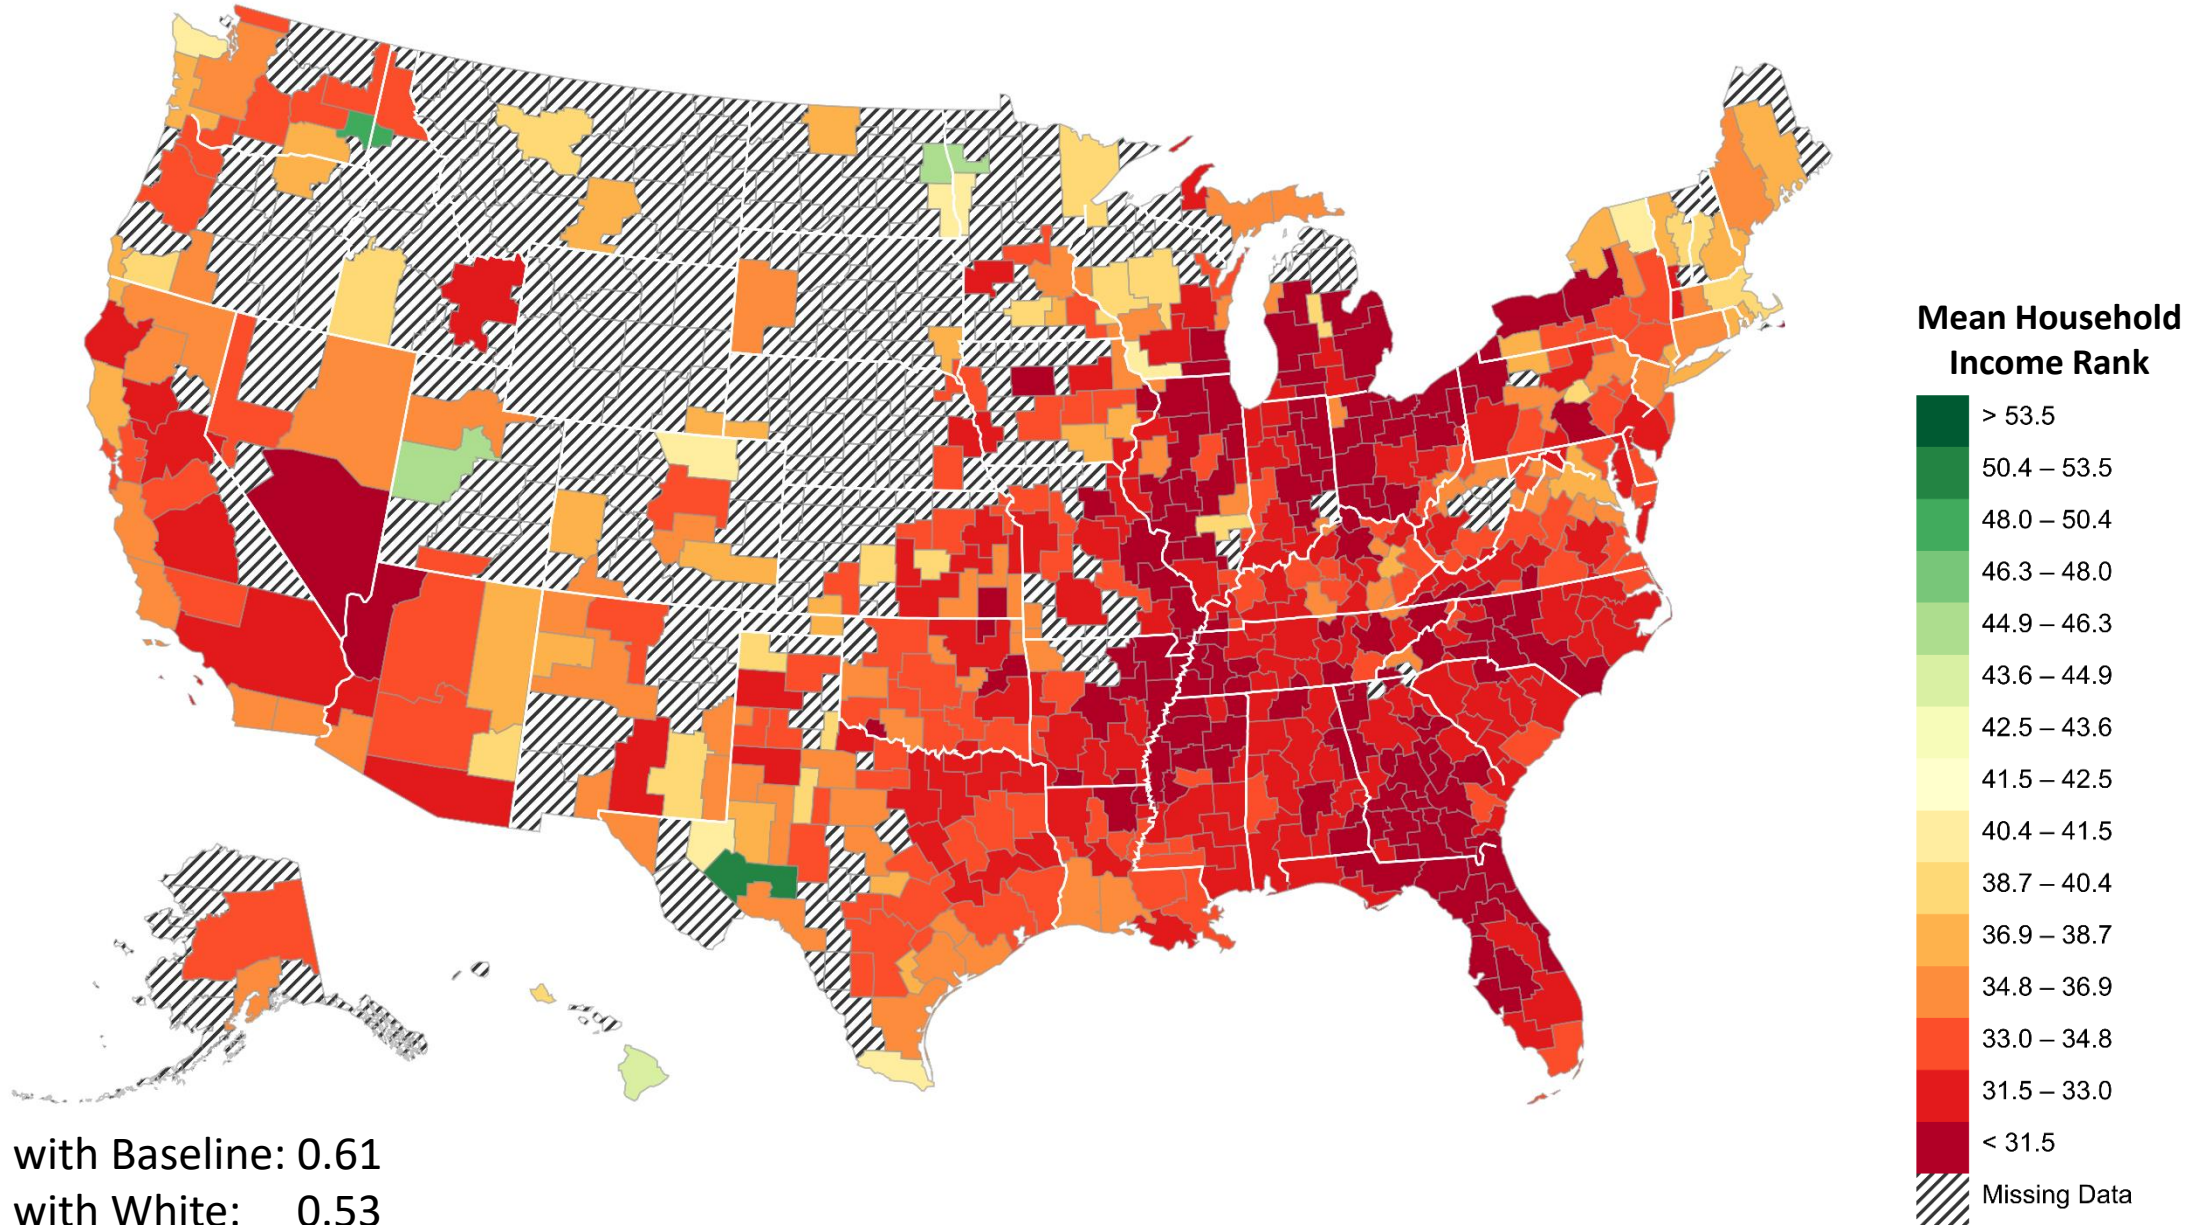 Mean Household
Income Rank
> 53.5
50.4 – 53.5
48.0 – 50.4
46.3 – 48.0
44.9 – 46.3
43.6 – 44.9
42.5 – 43.6
41.5 – 42.5
40.4 – 41.5
38.7 – 40.4
36.9 – 38.7
34.8 – 36.9
33.0 – 34.8
31.5 – 33.0
< 31.5
Missing Data
with Baseline: 0.61
with White: 0.53